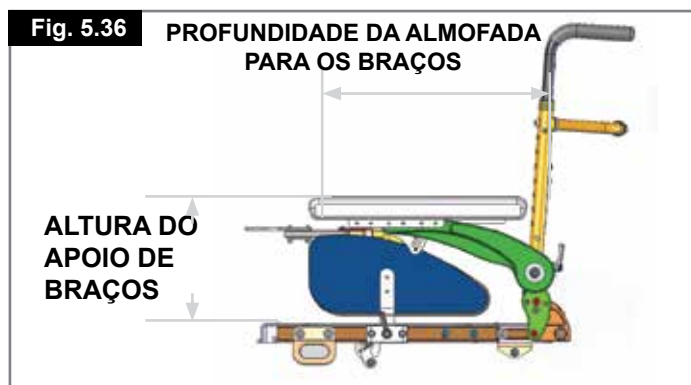 Fig. 5.36
PROFUNDIDADE DA ALMOFADA
PARA OS BRAÇOS
ALTURA DO
APOIO DE
BRAÇOS